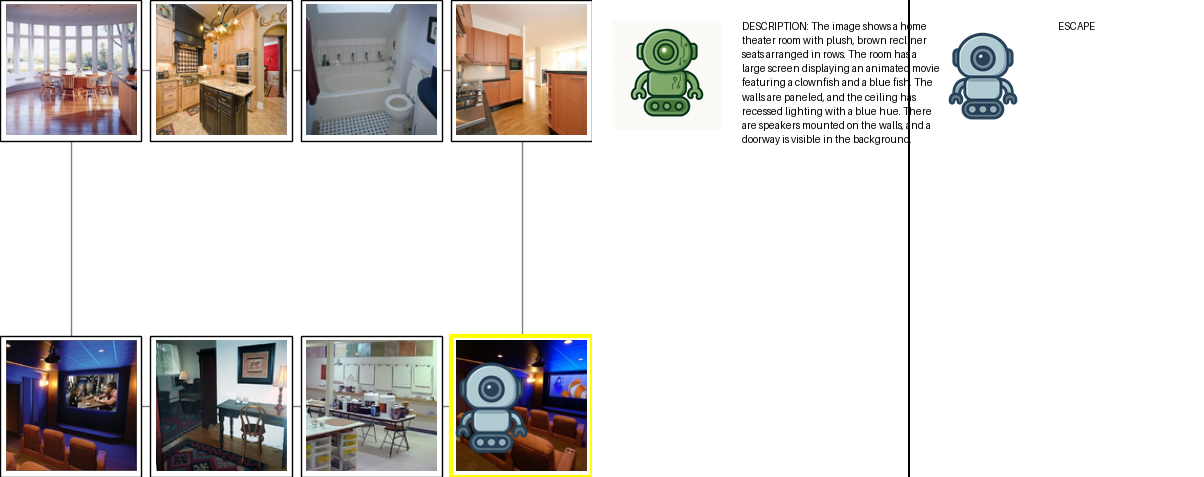 DESCRIPTION: The image shows a home
theater room with plush, brown recliner
seats arranged in rows. The room has a
large screen displaying an animated movie
featuring a clownfish and a blue fish. The
walls are paneled, and the ceiling has
recessed lighting with a blue hue. There
are speakers mounted on the walls, and a
doorway is visible in the background.
ESCAPE